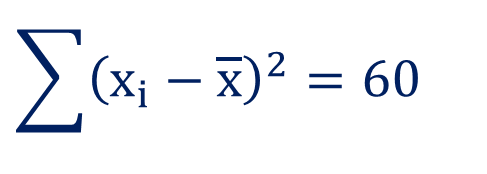 ∑(xᵢ − x̄)² = 60